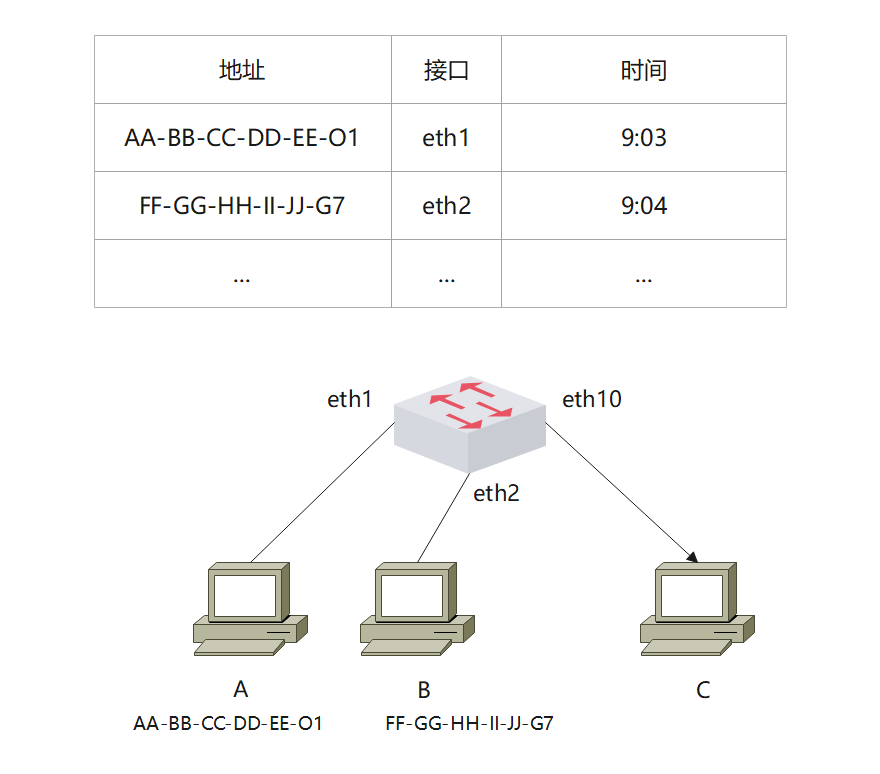 地址 接口 时间
AA-BB-CC-DD-EE-O1 eth1 9:03
FF-GG-HH-II-JJ-G7 eth2 9:04
... ... ...
eth1 eth10
eth2
A B C
AA-BB-CC-DD-EE-O1 FF-GG-HH-II-JJ-G7